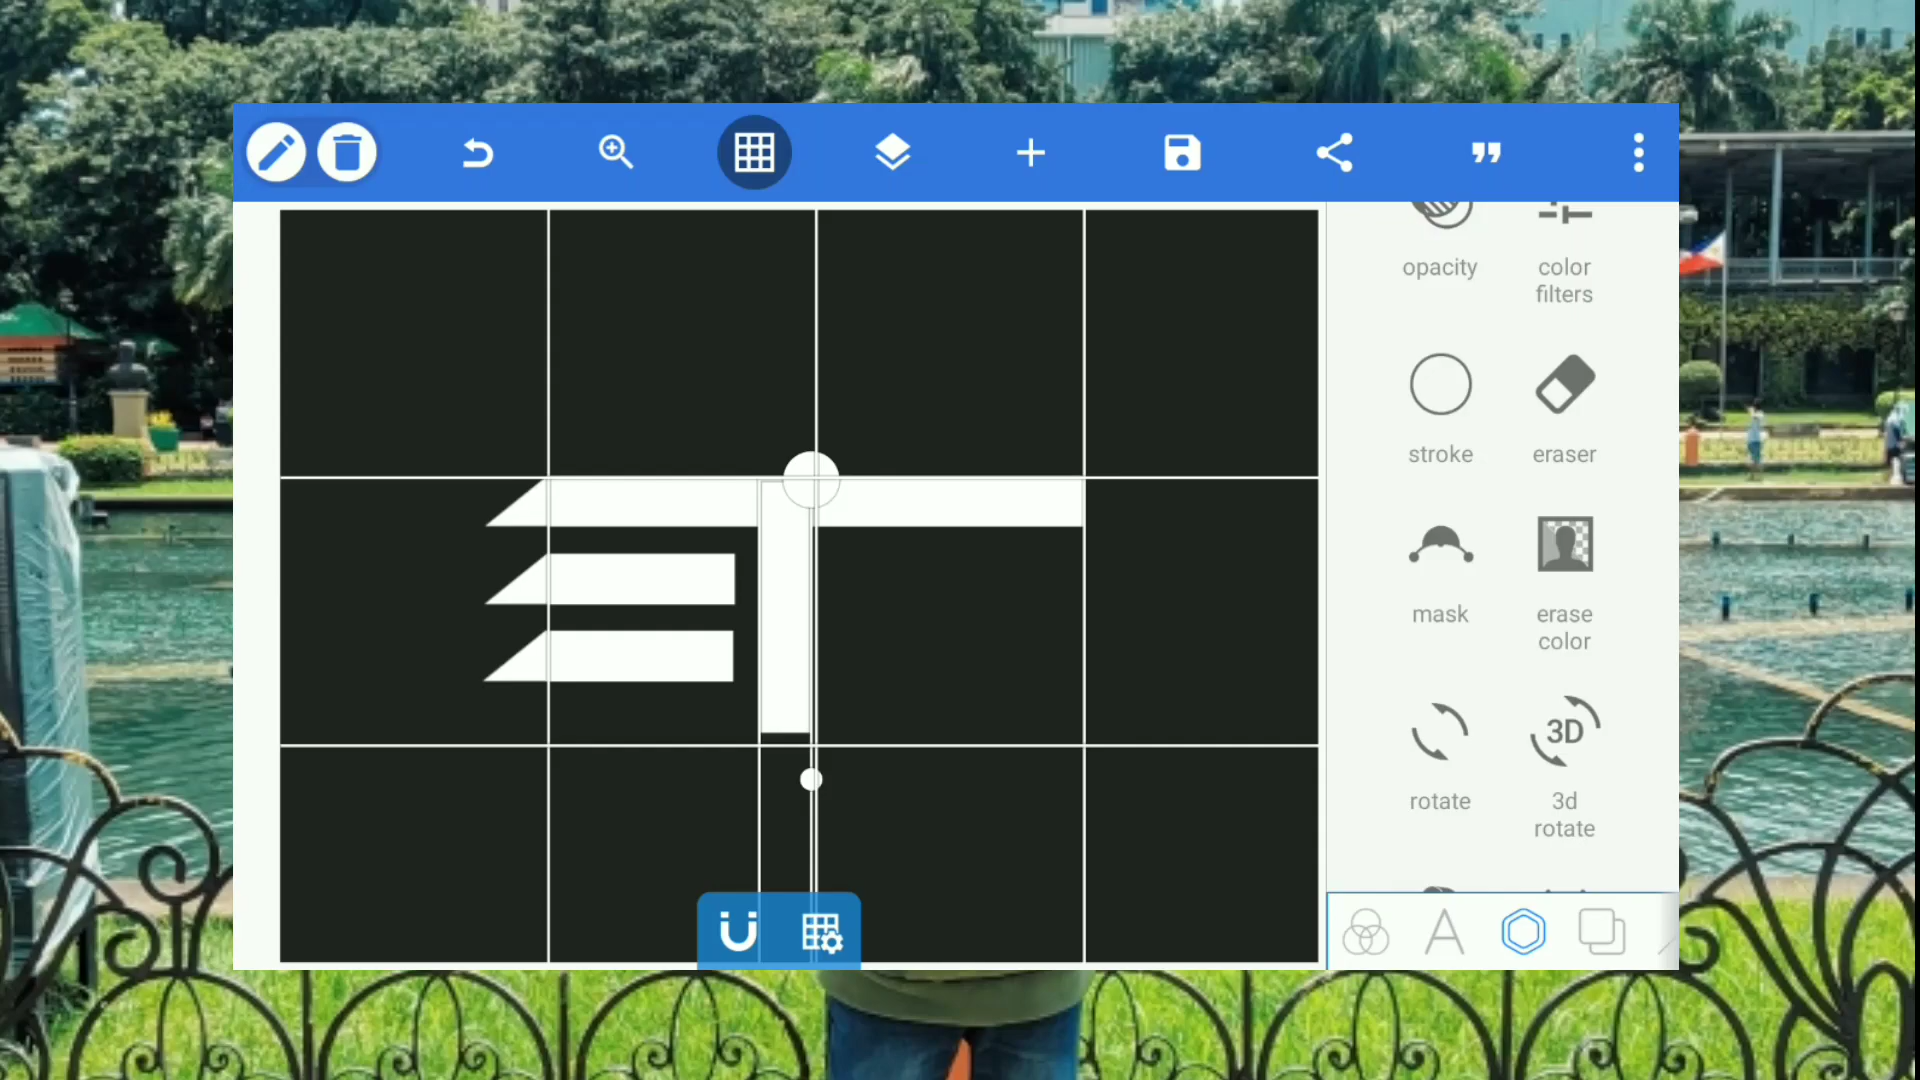 opacity
color
filters
stroke
eraser
mask
erase
color
rotate
3D
3d
rotate
A